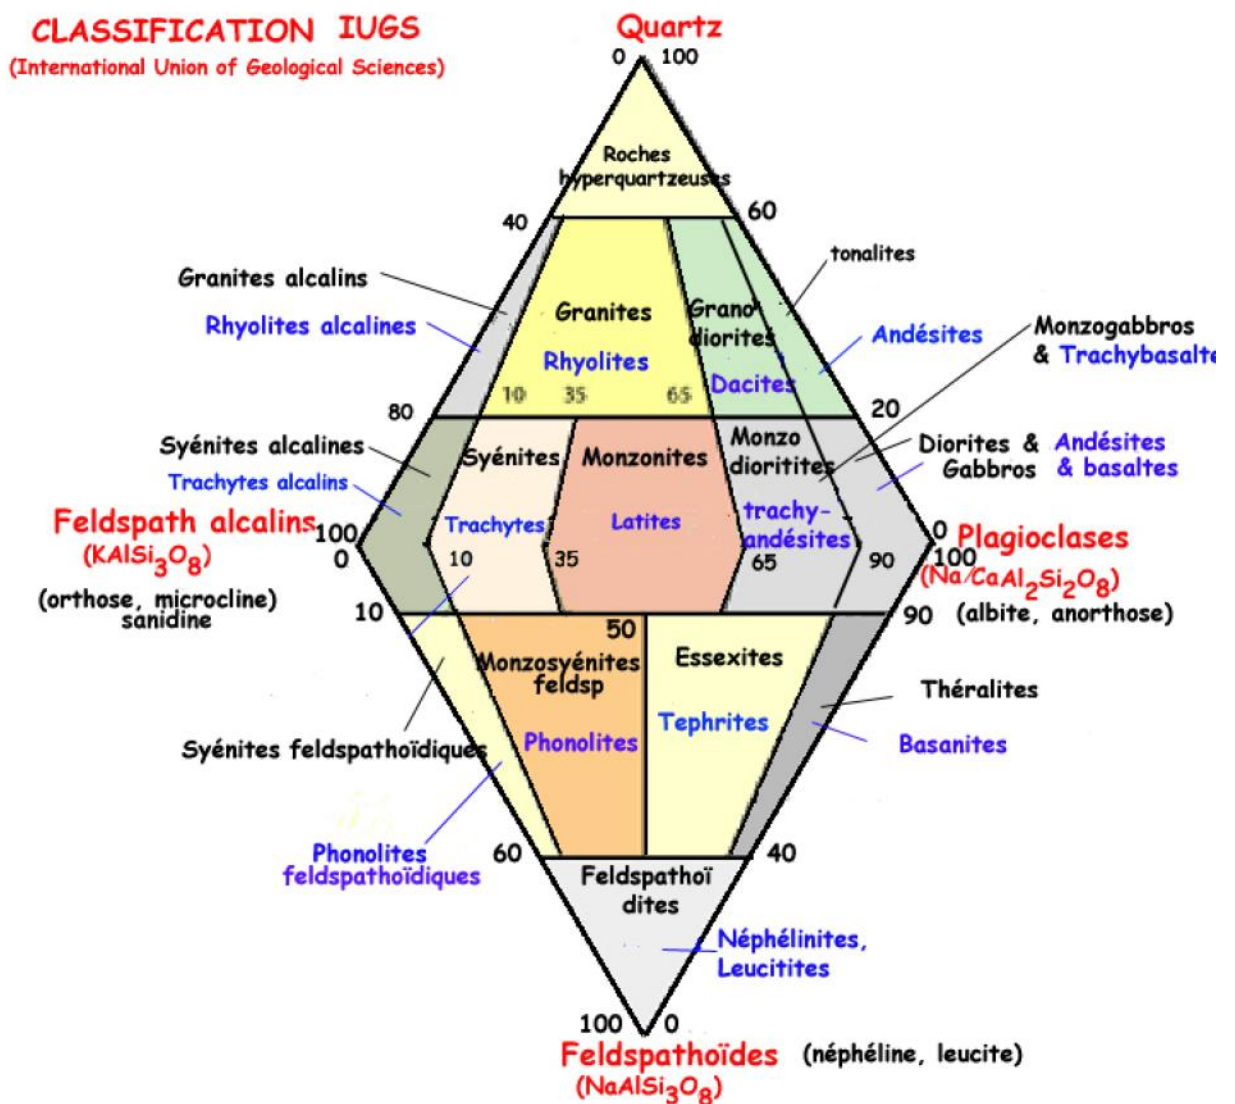 CLASSIFICATION IUGS
(International Union of Geological Sciences)
Quartz
0 100
Roches
hyperquartzeuses
40
60
tonalites
Granites alcalins
Rhyolites alcalines
Granites
Rhyolites
Grano
diorites
Dacites
Andésites
Monzogabbros
& Trachybasalte
10 35 65
80
20
Syénites alcalines
Trachytes alcalins
Syénites
Trachytes
Monzonites
Latites
Monzo
dioritites
trachy-
andésites
Diorites & Andésites
Gabbros & basaltes
Feldspath alcalins
(KAlSi₃O₈)
(orthose, microcline)
sanidine
100
0
10 35 65 90
0
100
Plagioclases
(Na/CaAl₂Si₂O₈)
(albite, anorthose)
10
50
90
Monzosyénites
feldsp
Phonolites
Essexites
Tephrites
Théralites
Basanites
Syénites feldspathoïdiques
Phonolites
feldspathoïdiques
60
40
Feldspathoï
dites
Néphélinites,
Leucitites
100 0
Feldspathoïdes (néphéline, leucite)
(NaAlSi₃O₈)